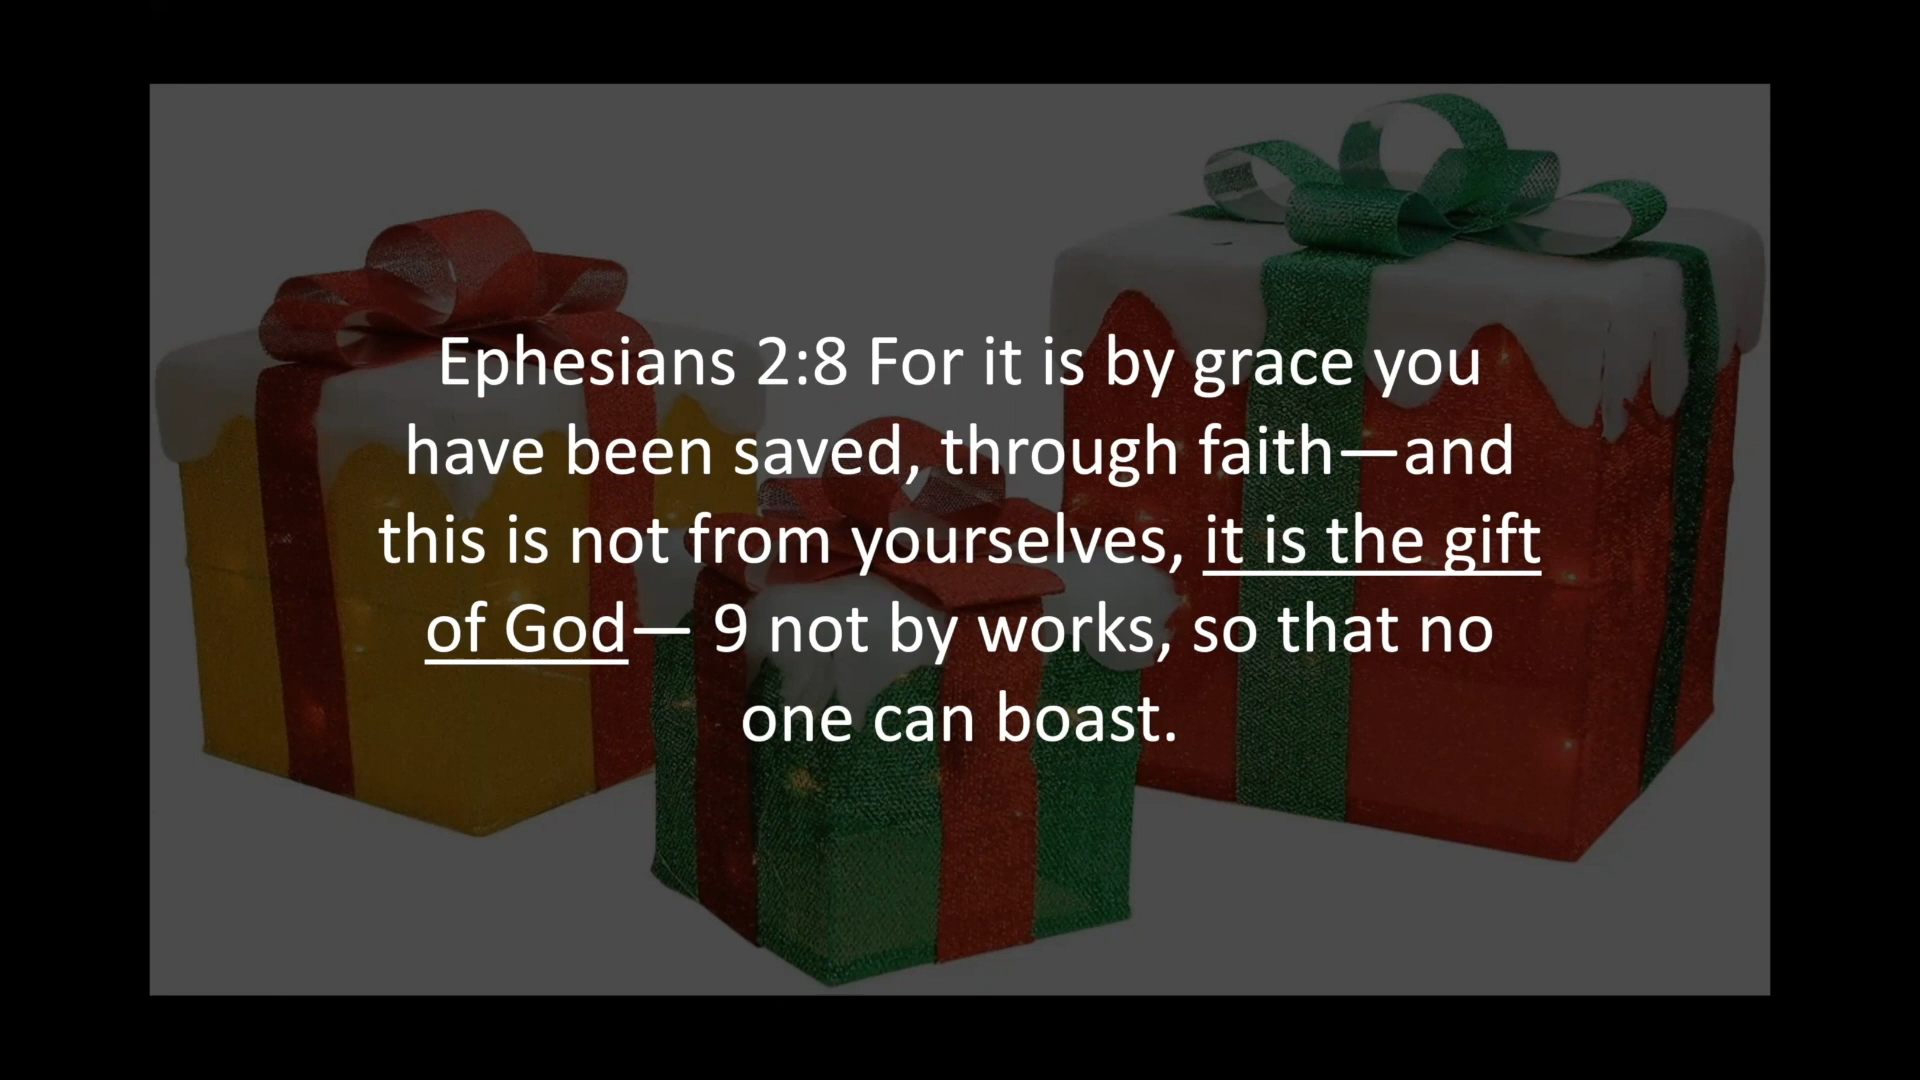 Ephesians 2:8 For it is by grace you
have been saved, through faith—and
this is not from yourselves, it is the gift
of God— 9 not by works, so that no
one can boast.